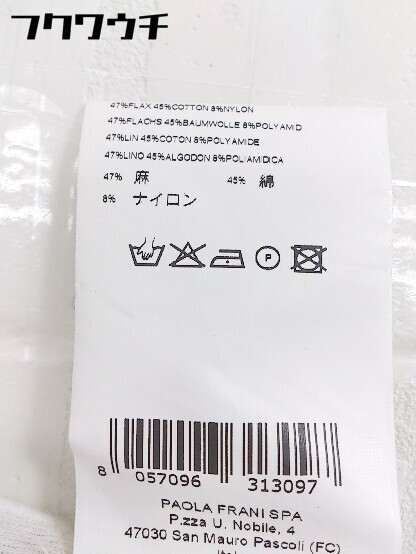 フクワウチ
47%FLAX 45%COTTON 8%NYLON
47%FLACHS 45%BAUMWOLLE 8%POLYAMID
47%LIN 45%COTON 8%POLYAMIDE
47%LINO 45%ALGODON 8%POLIAMIDICA
47% 麻 45% 綿
8% ナイロン
P
8 057096 313097
PAOLA FRANI SPA
P.zza U. Nobile, 4
47030 San Mauro Pascoli (FC)